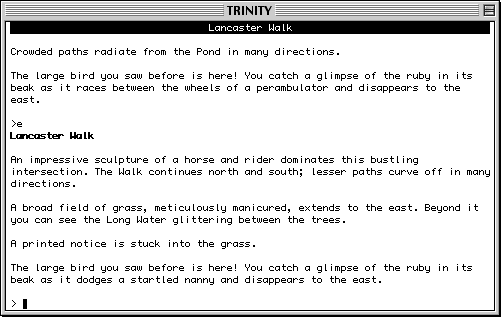 TRINITY
Lancaster Walk
Crowded paths radiate from the Pond in many directions.
The large bird you saw before is here! You catch a glimpse of the ruby in its
beak as it races between the wheels of a perambulator and disappears to the
east.
>e
Lancaster Walk
An impressive sculpture of a horse and rider dominates this bustling
intersection. The Walk continues north and south; lesser paths curve off in many
directions.
A broad field of grass, meticulously manicured, extends to the east. Beyond it
you can see the Long Water glittering between the trees.
A printed notice is stuck into the grass.
The large bird you saw before is here! You catch a glimpse of the ruby in its
beak as it dodges a startled nanny and disappears to the east.
>